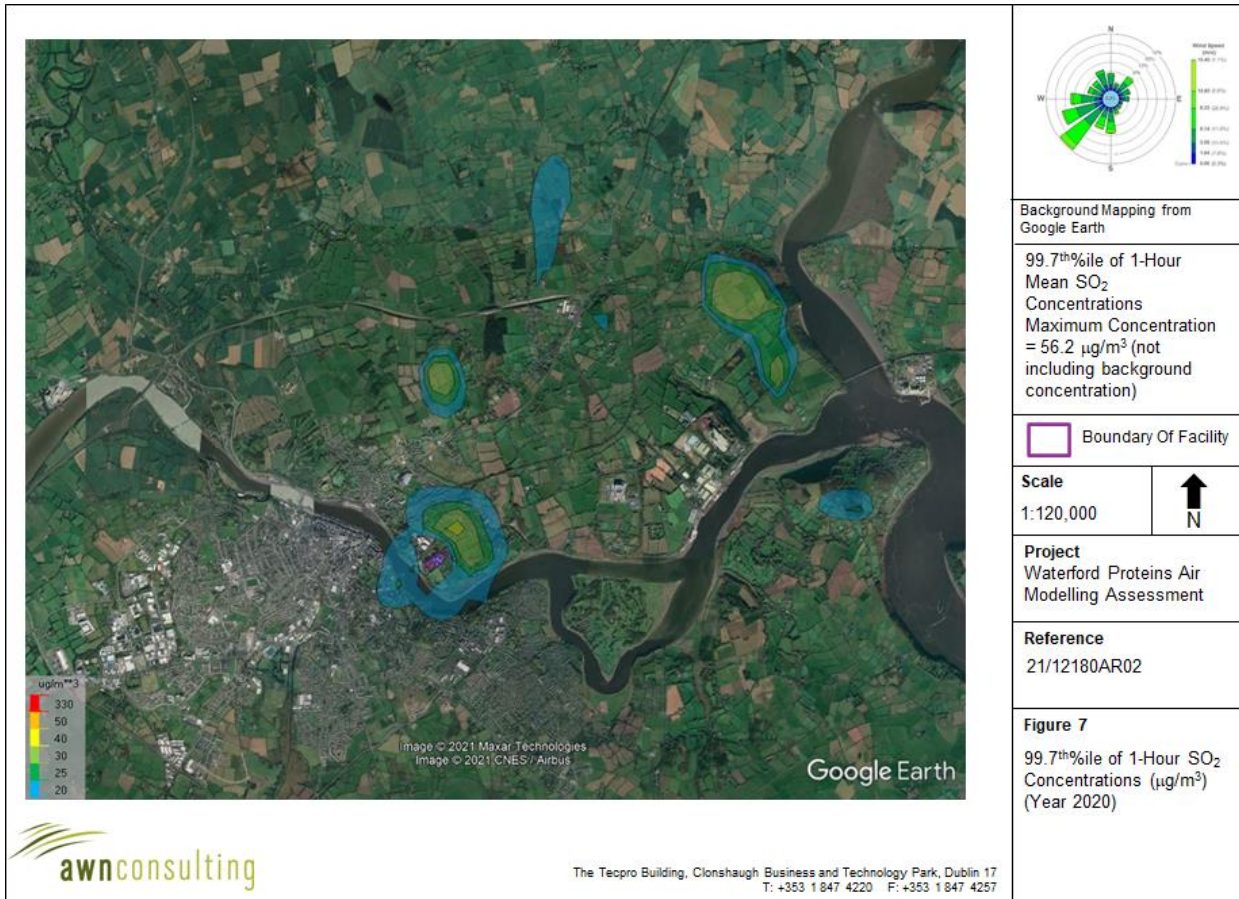 N
W
E
S
Wind Speed
Background Mapping from
Google Earth
99.7th%ile of 1-Hour
Mean SO2
Concentrations
Maximum Concentration
= 56.2 µg/m3 (not
including background
concentration)
Boundary Of Facility
Scale
1:120,000
N
Project
Waterford Proteins Air
Modelling Assessment
Reference
21/12180AR02
Figure 7
99.7th%ile of 1-Hour SO2
Concentrations (µg/m3)
(Year 2020)
ug/m**3
330
50
40
30
25
20
Image © 2021 Maxar Technologies
Image © 2021 CNES / Airbus
Google Earth
awnconsulting
The Tecpro Building, Clonshaugh Business and Technology Park, Dublin 17
T: +353 1 847 4220 F: +353 1 847 4257